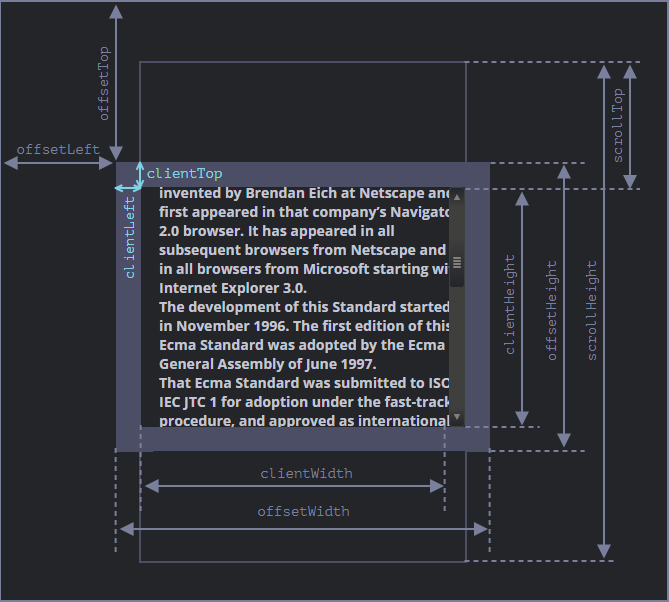 offsetTop
offsetLeft
scrollTop
clientTop
clientLeft
invented by Brendan Eich at Netscape and
first appeared in that company’s Navigato
2.0 browser. It has appeared in all
subsequent browsers from Netscape and
in all browsers from Microsoft starting wi
Internet Explorer 3.0.
The development of this Standard started
in November 1996. The first edition of this
Ecma Standard was adopted by the Ecma
General Assembly of June 1997.
That Ecma Standard was submitted to ISO
IEC JTC 1 for adoption under the fast-track
procedure, and approved as international
clientHeight
offsetHeight
scrollHeight
clientWidth
offsetWidth